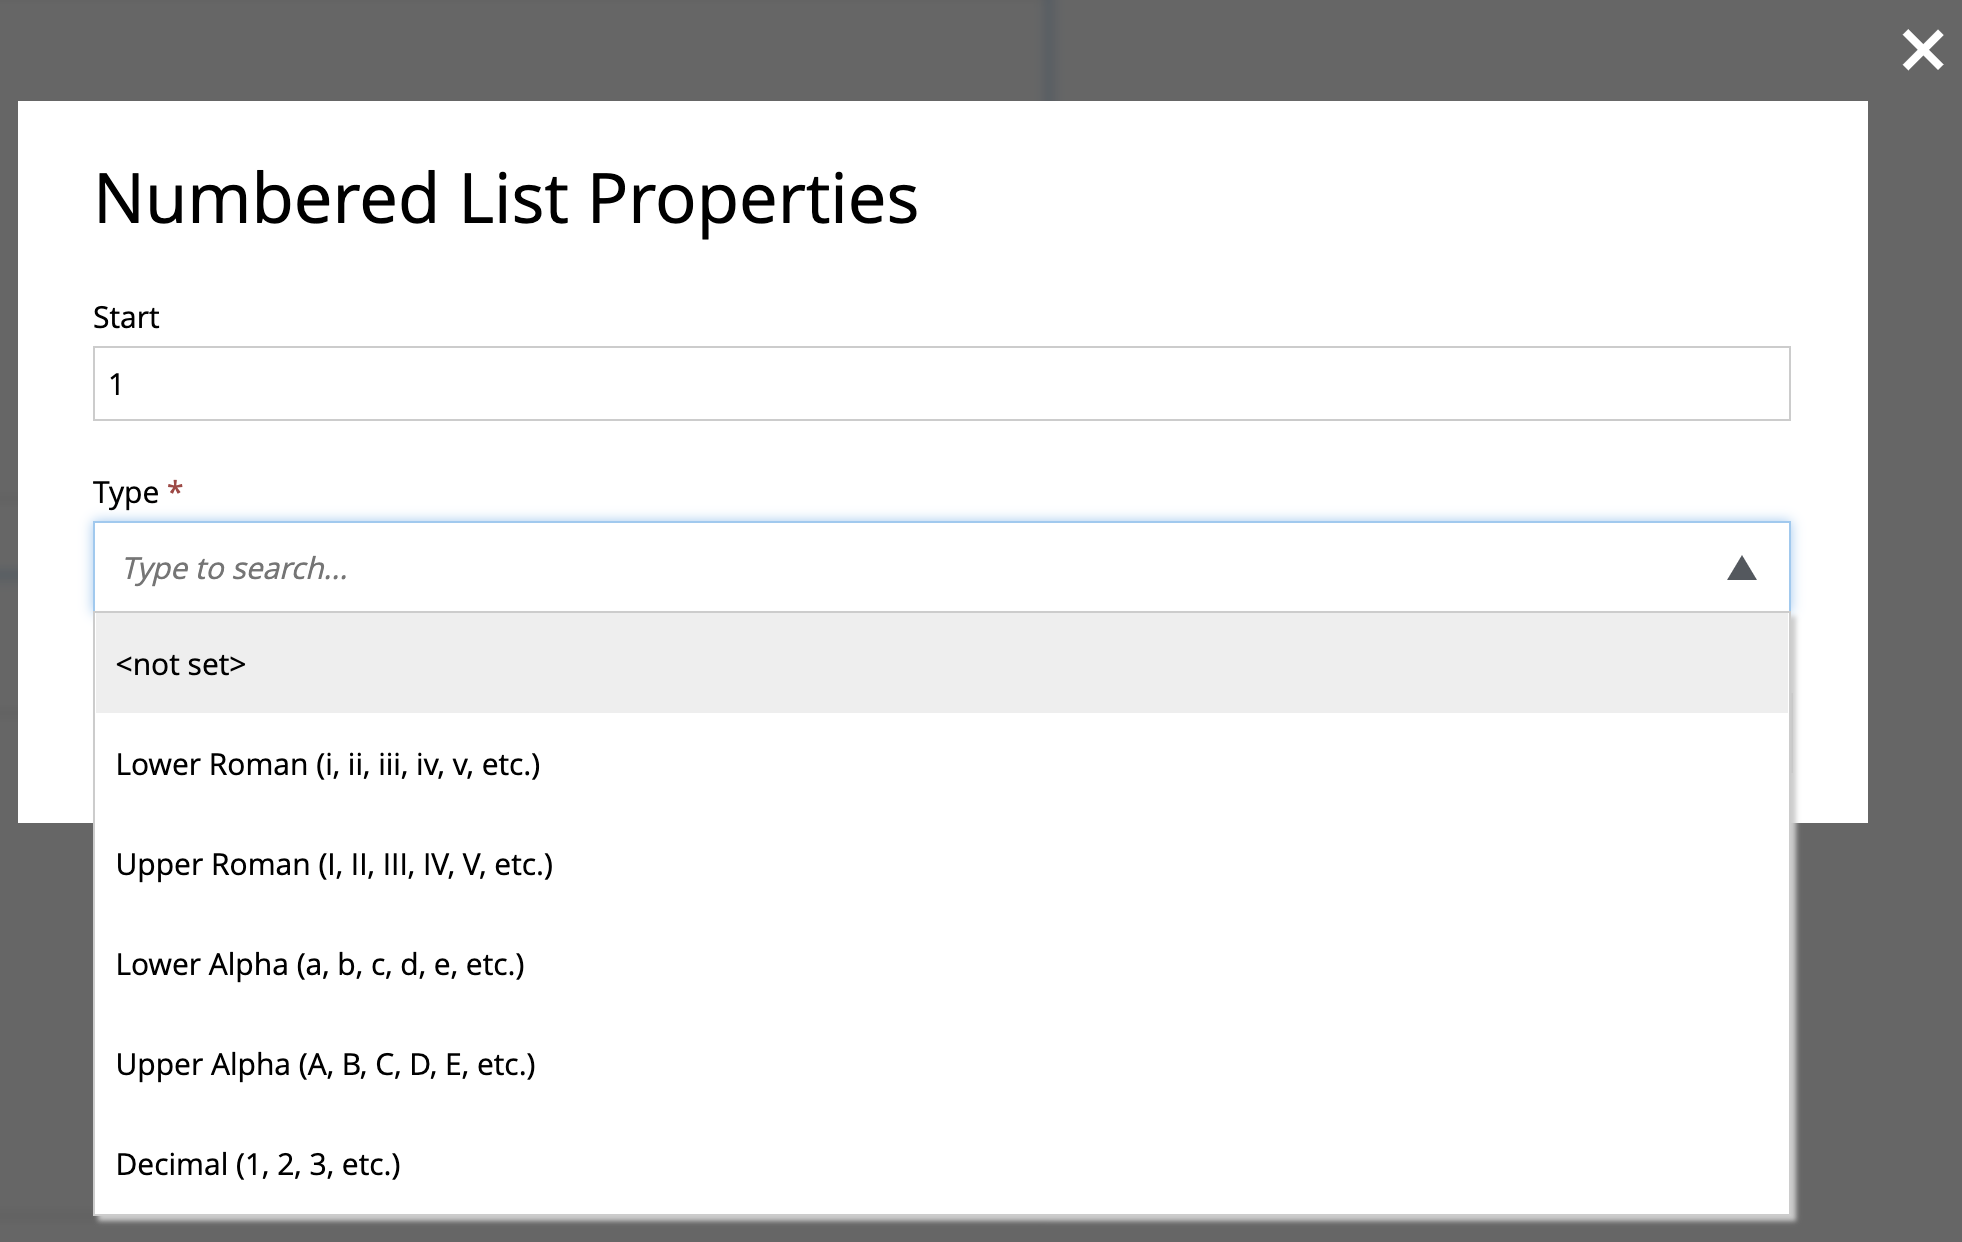 Numbered List Properties
Start
1
Type *
Type to search...
<not set>
Lower Roman (i, ii, iii, iv, v, etc.)
Upper Roman (I, II, III, IV, V, etc.)
Lower Alpha (a, b, c, d, e, etc.)
Upper Alpha (A, B, C, D, E, etc.)
Decimal (1, 2, 3, etc.)